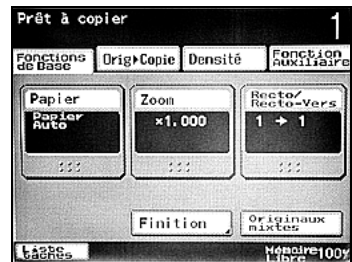 Prêt à copier 1
Fonctions de Base
Orig▸Copie
Densité
Fonction Auxiliaire
Papier
Papier Auto
Zoom
×1.000
Recto/
Recto-Vers
1 → 1
Finition
Originaux mixtes
Liste tâches
Mémoire Libre 100%